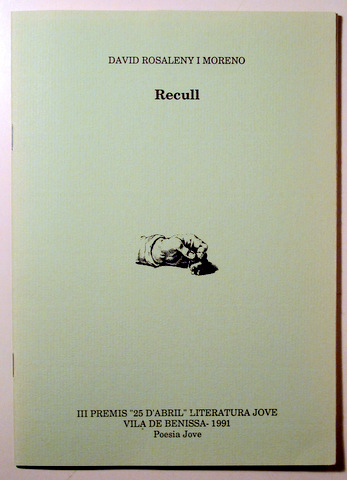 DAVID ROSALENY I MORENO
Recull
III PREMIS "25 D'ABRIL" LITERATURA JOVE
VILA DE BENISSA- 1991
Poesia Jove